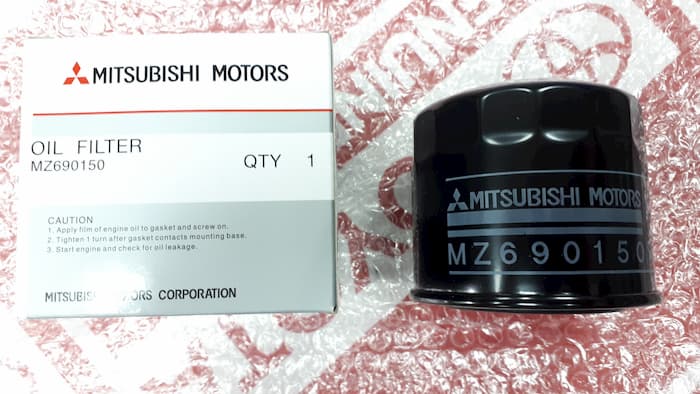 MITSUBISHI MOTORS
OIL FILTER
MZ690150
QTY 1
CAUTION
1. Apply film of engine oil to gasket and screw on.
2. Tighten 1 turn after gasket contacts mounting base.
3. Start engine and check for oil leakage.
CORPORATION
MITSUBISHI MOTORS
MZ690150